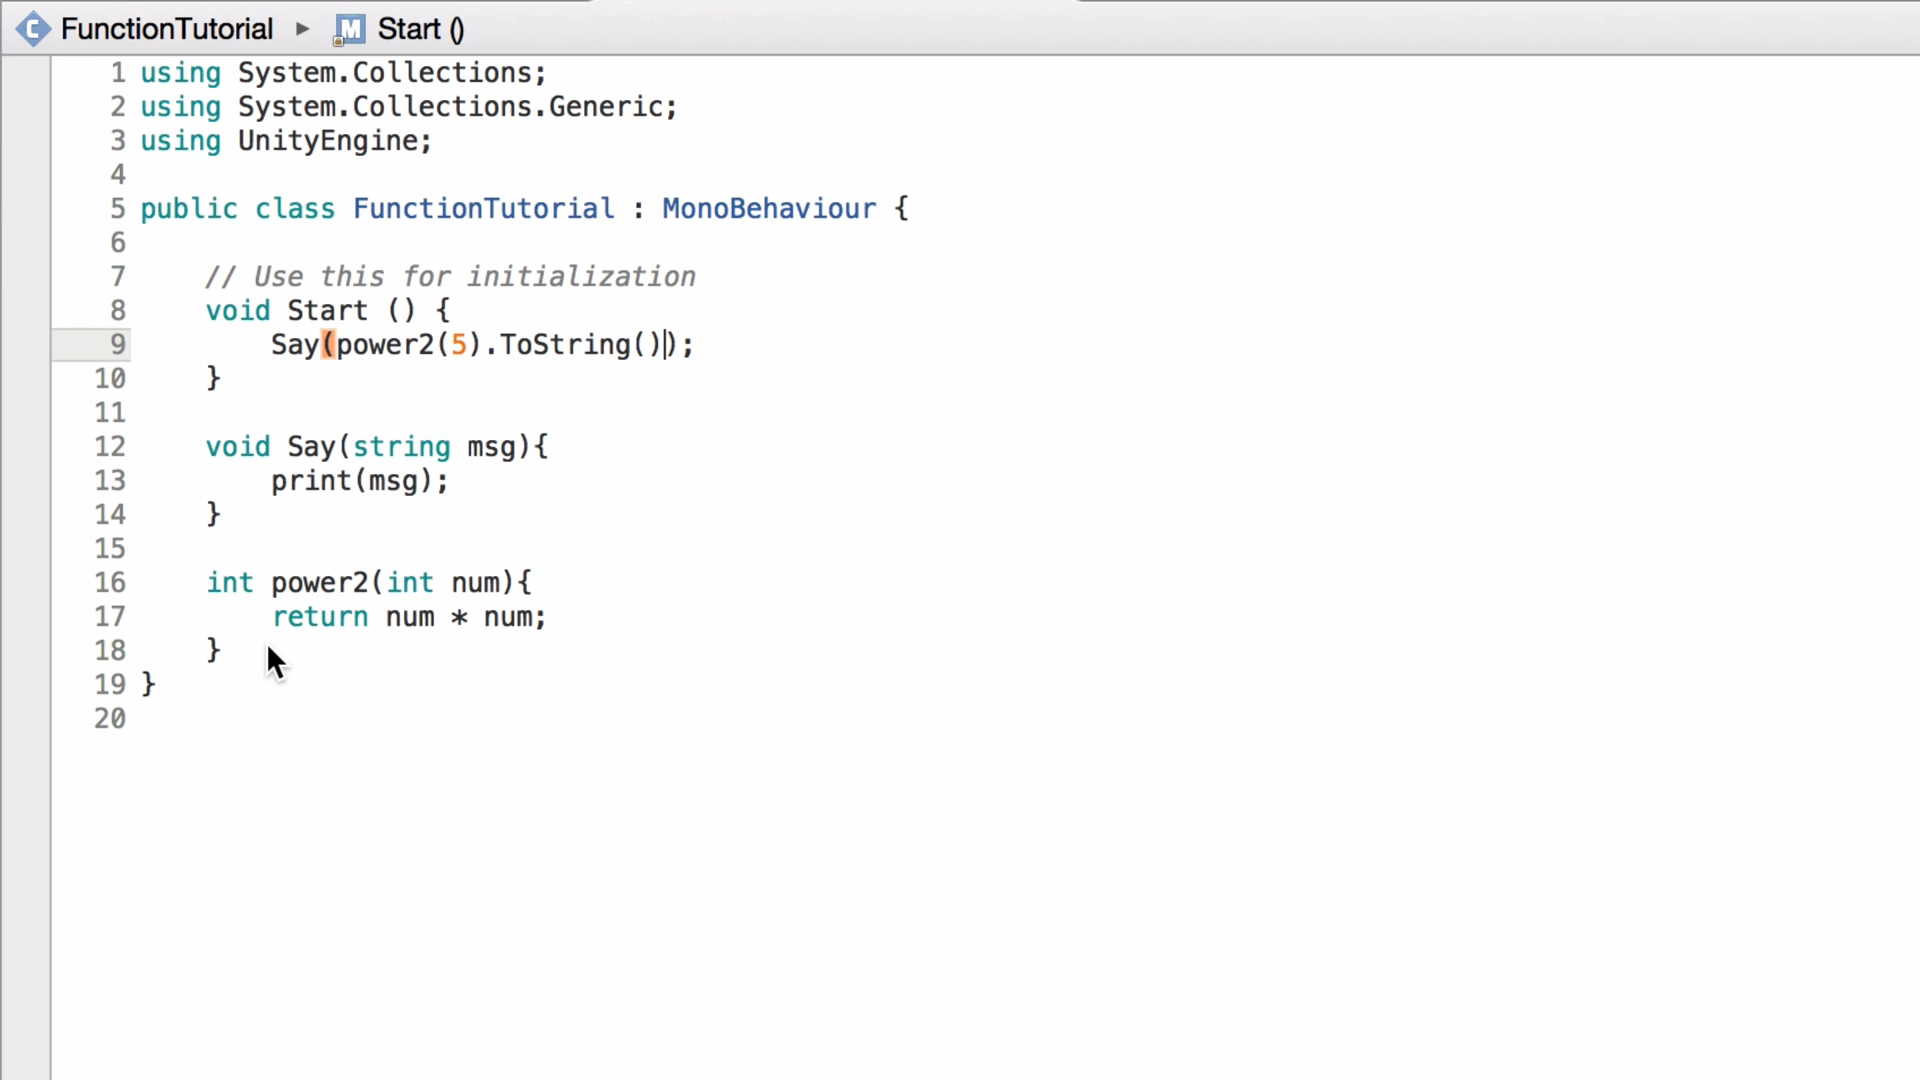 FunctionTutorial ▶ M Start ()
1 using System.Collections;
2 using System.Collections.Generic;
3 using UnityEngine;
4
5 public class FunctionTutorial : MonoBehaviour {
6
7     // Use this for initialization
8     void Start () {
9         Say(power2(5).ToString());
10     }
11
12     void Say(string msg){
13         print(msg);
14     }
15
16     int power2(int num){
17         return num * num;
18     }
19 }
20